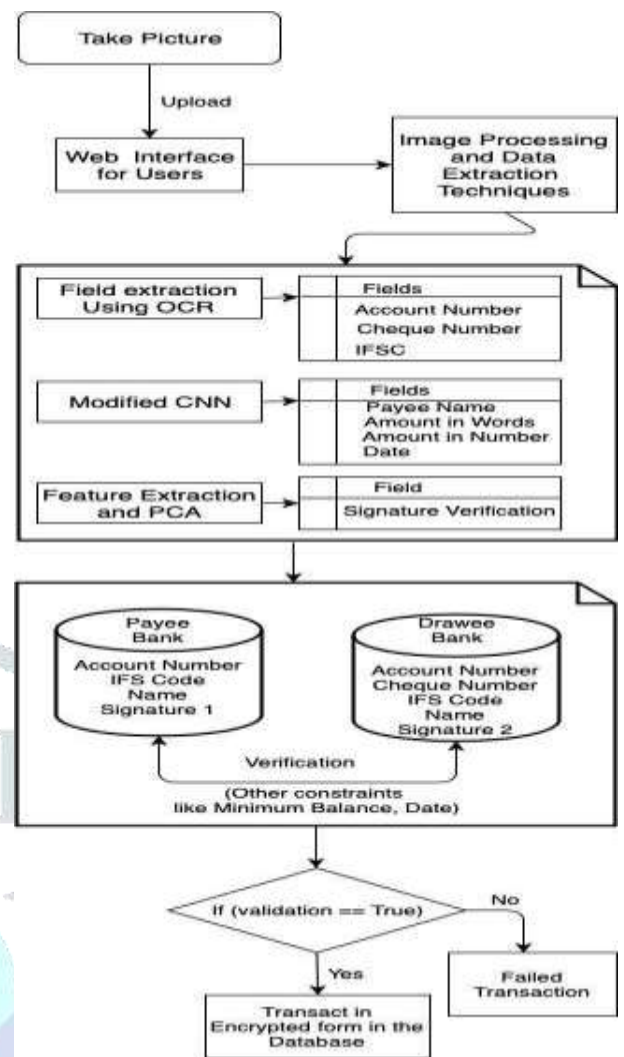 Take Picture
Upload
Web Interface
for Users
Image Processing
and Data
Extraction
Techniques
Field extraction
Using OCR
Fields
Account Number
Cheque Number
IFSC
Modified CNN
Fields
Payee Name
Amount in Words
Amount in Number
Date
Feature Extraction
and PCA
Field
Signature Verification
Payee
Bank
Account Number
IFS Code
Name
Signature 1
Drawee
Bank
Account Number
Cheque Number
IFS Code
Name
Signature 2
Verification
(Other constraints
like Minimum Balance, Date)
If (validation == True)
No
Yes
Failed
Transaction
Transact in
Encrypted form in the
Database